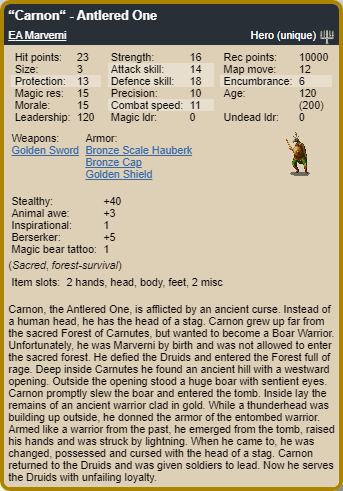 “Carnon“ - Antlered One
EA Marverni Hero (unique)
Hit points: 23 Strength: 16 Rec points: 10000
Size: 3 Attack skill: 14 Map move: 12
Protection: 13 Defence skill: 18 Encumbrance: 6
Magic res: 15 Precision: 10 Age: 120
Morale: 15 Combat speed: 11 (200)
Leadership: 120 Magic ldr: 0 Undead ldr: 0
Weapons: Armor:
Golden Sword Bronze Scale Hauberk
Bronze Cap
Golden Shield
Stealthy: +40
Animal awe: +3
Inspirational: 1
Berserker: +5
Magic bear tattoo: 1
(Sacred, forest-survival)
Item slots: 2 hands, head, body, feet, 2 misc
Carnon, the Antlered One, is afflicted by an ancient curse. Instead of
a human head, he has the head of a stag. Carnon grew up far from
the sacred Forest of Carnutes, but wanted to become a Boar Warrior.
Unfortunately, he was Marverni by birth and was not allowed to enter
the sacred forest. He defied the Druids and entered the Forest full of
rage. Deep inside Carnutes he found an ancient hill with a westward
opening. Outside the opening stood a huge boar with sentient eyes.
Carnon promptly slew the boar and entered the tomb. Inside lay the
remains of an ancient warrior clad in gold. While a thunderhead was
building up outside, he donned the armor of the entombed warrior.
Armed like a warrior from the past, he emerged from the tomb, raised
his hands and was struck by lightning. When he came to, he was
changed, possessed and cursed with the head of a stag. Carnon
returned to the Druids and was given soldiers to lead. Now he serves
the Druids with unfailing loyalty.